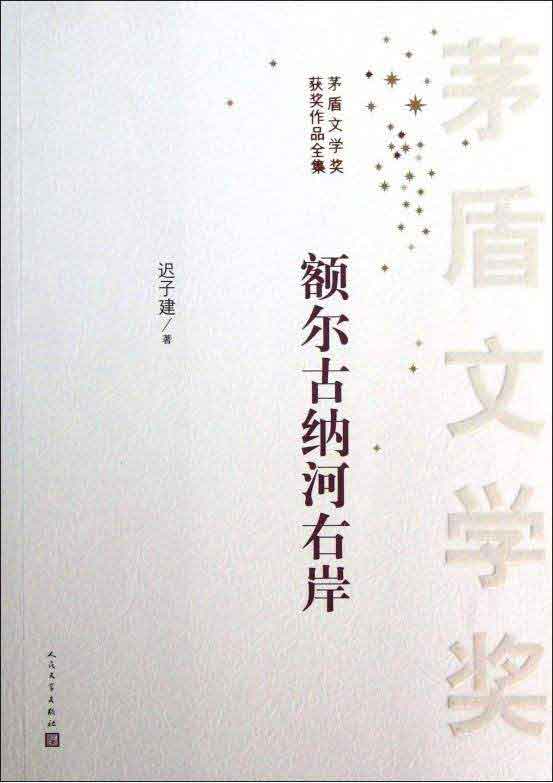 茅盾文学奖
茅盾文学奖
获奖作品全集
额尔古纳河右岸
迟子建/著
人民文学出版社